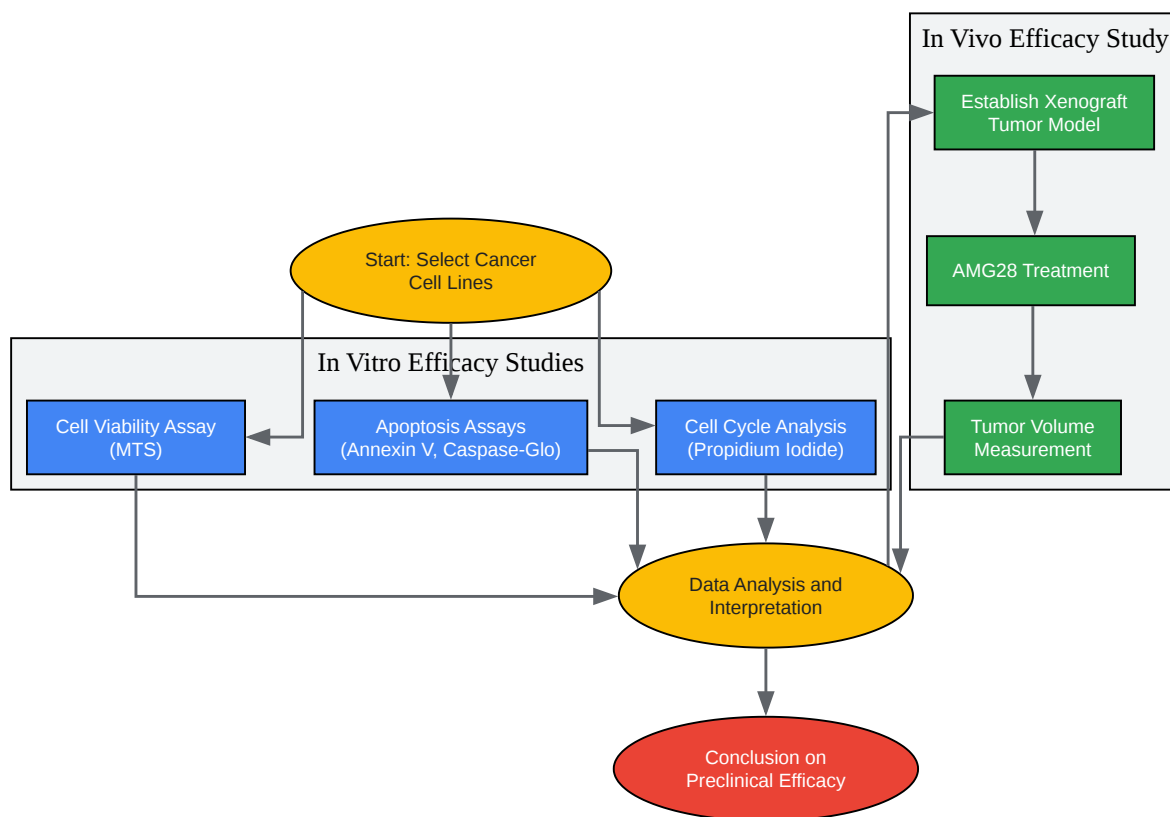 In Vivo Efficacy Study
Establish Xenograft
Tumor Model
AMG28 Treatment
Tumor Volume
Measurement
Start: Select Cancer
Cell Lines
In Vitro Efficacy Studies
Cell Viability Assay
(MTS)
Apoptosis Assays
(Annexin V, Caspase-Glo)
Cell Cycle Analysis
(Propidium Iodide)
Data Analysis and
Interpretation
Conclusion on
Preclinical Efficacy